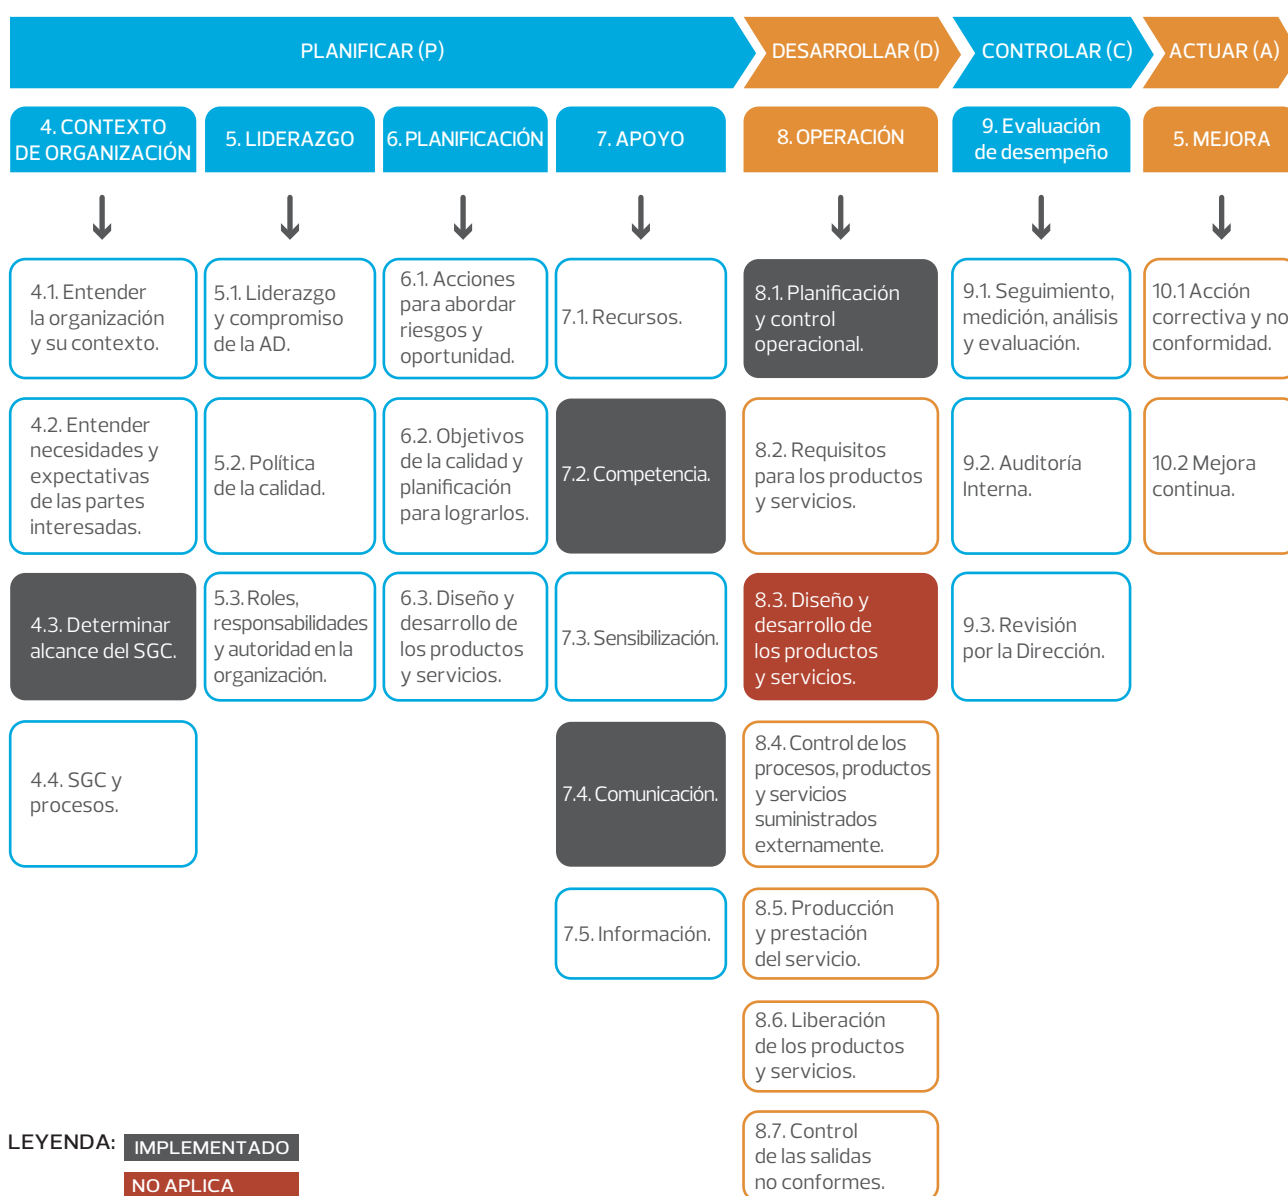 PLANIFICAR (P)
DESARROLLAR (D)
CONTROLAR (C)
ACTUAR (A)
4. CONTEXTO
DE ORGANIZACIÓN
5. LIDERAZGO
6. PLANIFICACIÓN
7. APOYO
8. OPERACIÓN
9. Evaluación
de desempeño
5. MEJORA
4.1. Entender
la organización
y su contexto.
4.2. Entender
necesidades y
expectativas
de las partes
interesadas.
4.3. Determinar
alcance del SGC.
4.4. SGC y
procesos.
5.1. Liderazgo
y compromiso
de la AD.
5.2. Política
de la calidad.
5.3. Roles,
responsabilidades
y autoridad en la
organización.
6.1. Acciones
para abordar
riesgos y
oportunidad.
6.2. Objetivos
de la calidad y
planificación
para lograrlos.
6.3. Diseño y
desarrollo de
los productos
y servicios.
7.1. Recursos.
7.2. Competencia.
7.3. Sensibilización.
7.4. Comunicación.
7.5. Información.
8.1. Planificación
y control
operacional.
8.2. Requisitos
para los productos
y servicios.
8.3. Diseño y
desarrollo de
los productos
y servicios.
8.4. Control de los
procesos, productos
y servicios
suministrados
externamente.
8.5. Producción
y prestación
del servicio.
8.6. Liberación
de los productos
y servicios.
8.7. Control
de las salidas
no conformes.
9.1. Seguimiento,
medición, análisis
y evaluación.
9.2. Auditoría
Interna.
9.3. Revisión
por la Dirección.
10.1 Acción
correctiva y no
conformidad.
10.2 Mejora
continua.
LEYENDA:
IMPLEMENTADO
NO APLICA